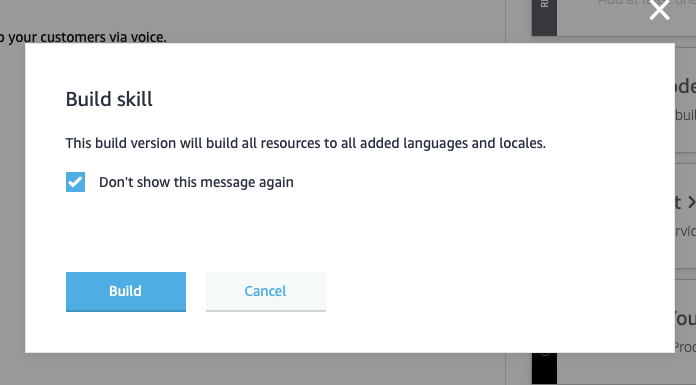 your customers via voice.
Build skill
This build version will build all resources to all added languages and locales.
Don't show this message again
Build
Cancel